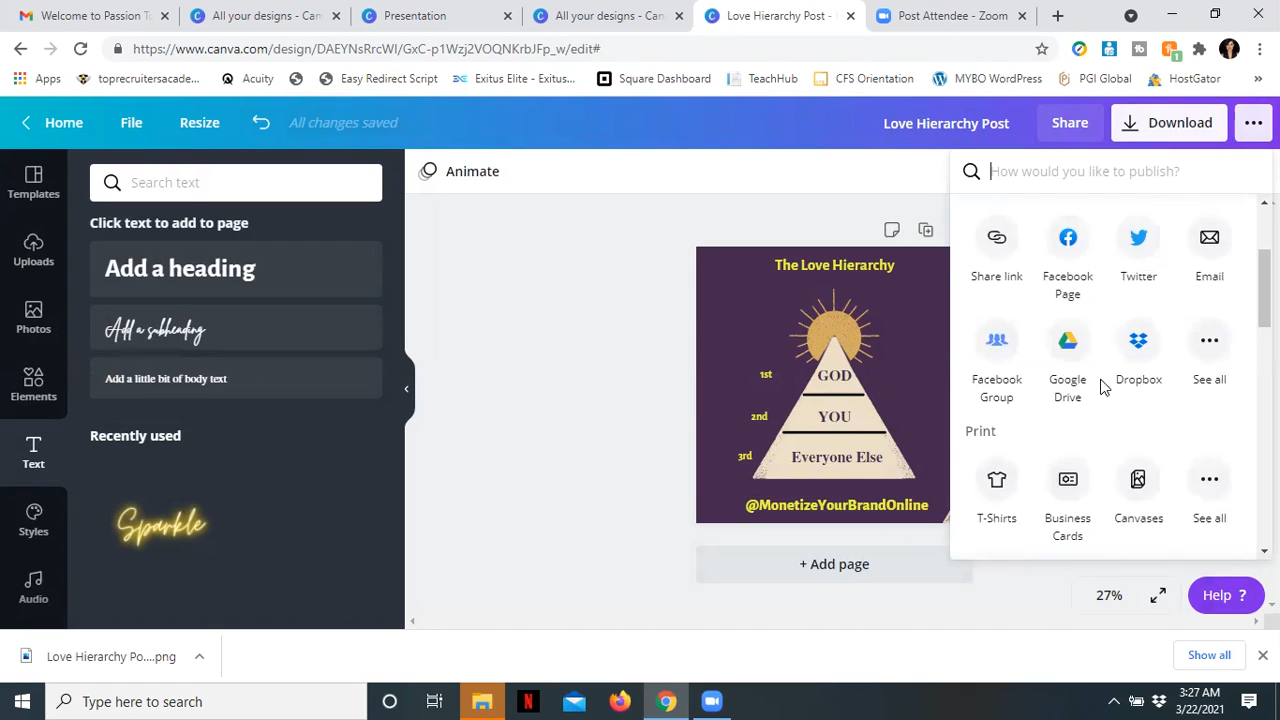 Welcome to Passion To
All your designs - Canv
Presentation
All your designs - Canv
Love Hierarchy Post -
Post Attendee - Zoom
https://www.canva.com/design/DAEYNsRrcWI/GxC-p1Wzj2VOQNKrbJFp_w/edit#
Apps
toprecruitersacade...
Acuity
Easy Redirect Script
Exitus Elite - Exitus...
Square Dashboard
TeachHub
CFS Orientation
MYBO WordPress
PGI Global
HostGator
»
Home
File
Resize
All changes saved
Love Hierarchy Post
Share
Download
Templates
Uploads
Photos
Elements
Text
Styles
Audio
Search text
Click text to add to page
Add a heading
Add a subheading
Add a little bit of body text
Recently used
Sparkle
Animate
The Love Hierarchy
1st
GOD
2nd
YOU
3rd
Everyone Else
@MonetizeYourBrandOnline
+ Add page
How would you like to publish?
Share link
Facebook
Page
Twitter
Email
Facebook
Group
Google
Drive
Dropbox
See all
Print
T-Shirts
Business
Cards
Canvases
See all
27%
Help ?
Love Hierarchy Po....png
Show all
Type here to search
3:27 AM
3/22/2021